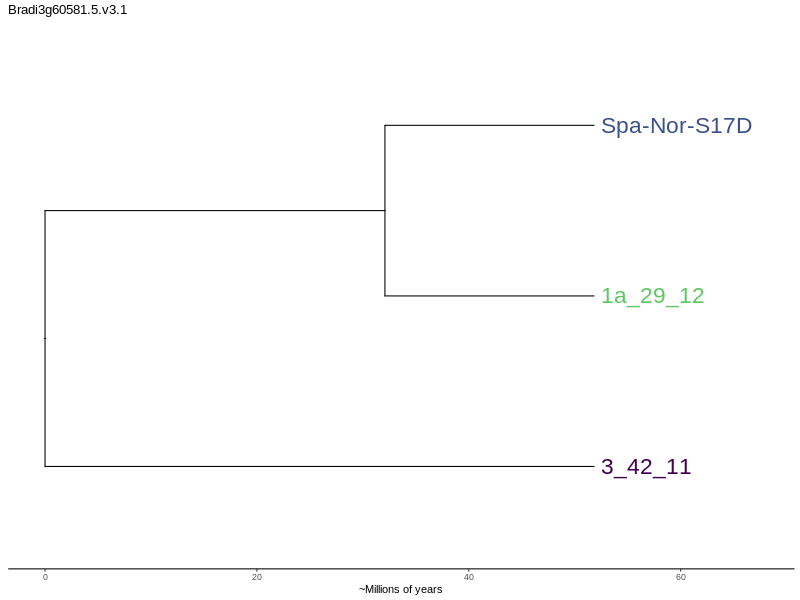 Bradi3g60581.5.v3.1
Spa-Nor-S17D
1a_29_12
3_42_11
0 20 40 60
~Millions of years